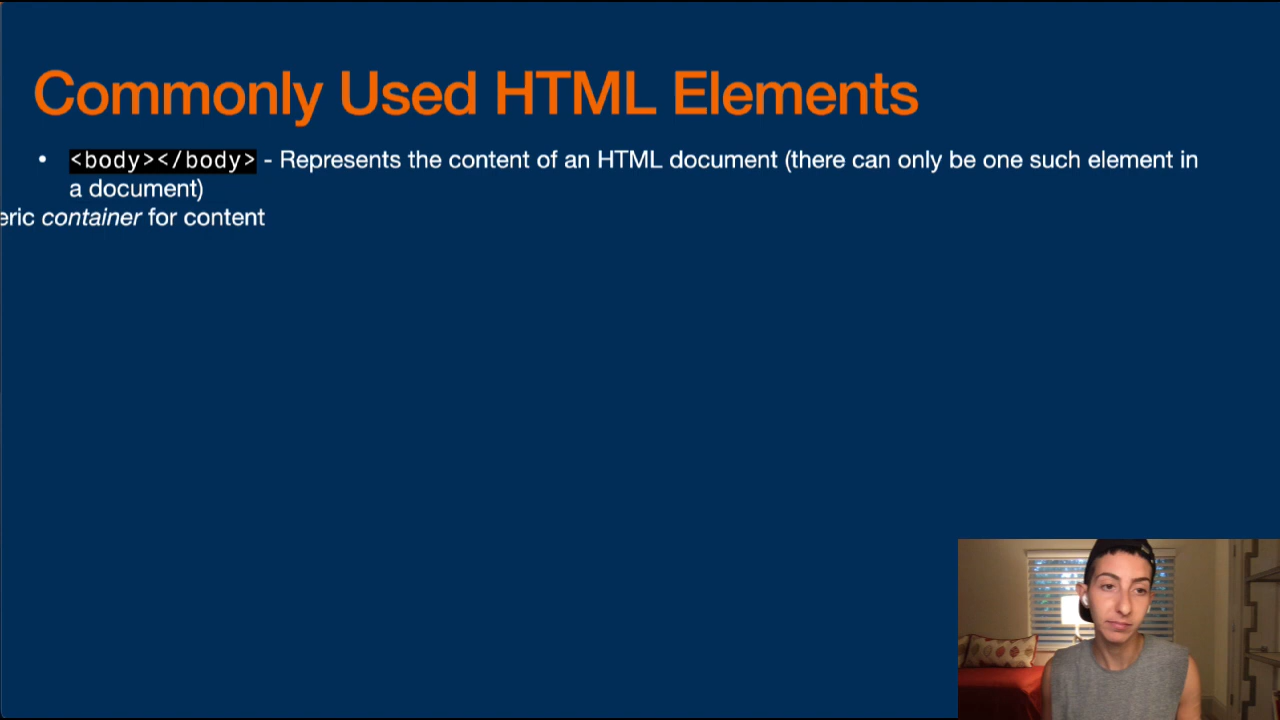 Commonly Used HTML Elements
• <body></body> - Represents the content of an HTML document (there can only be one such element in
a document)
eric container for content